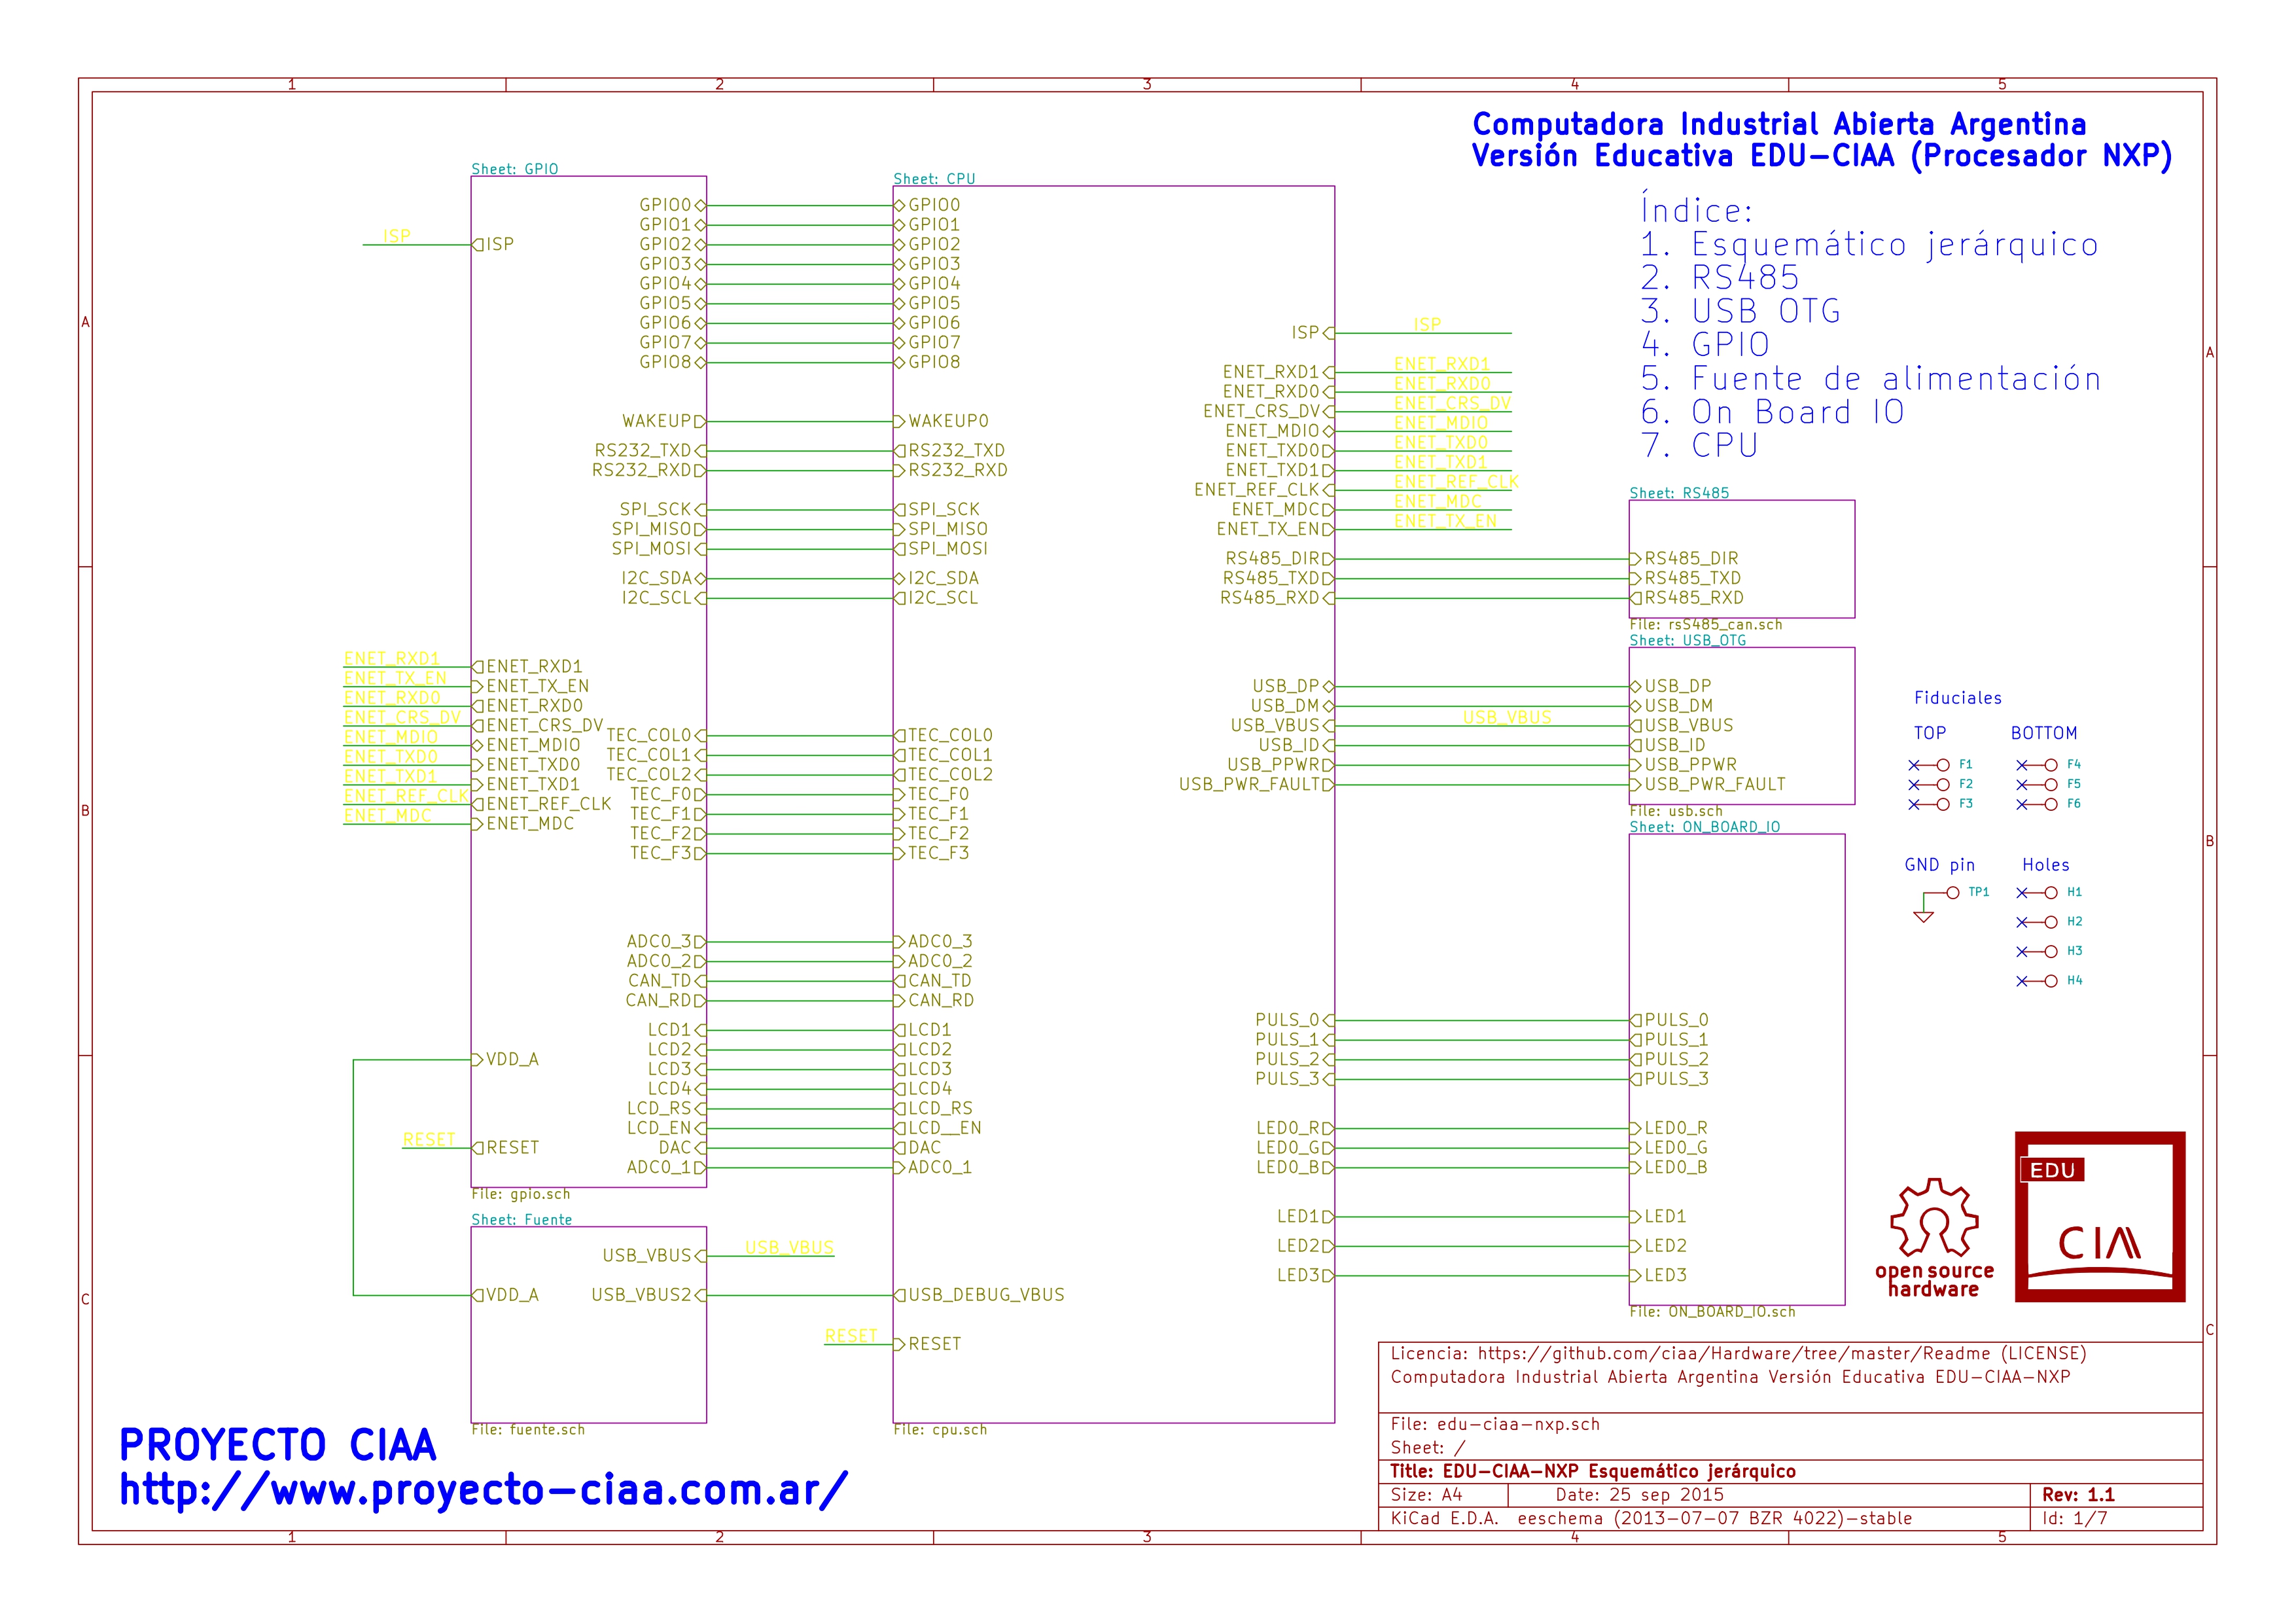 1 2 3 4 5
Computadora Industrial Abierta Argentina
Versión Educativa EDU-CIAA (Procesador NXP)
Índice:
1. Esquemático jerárquico
2. RS485
3. USB OTG
4. GPIO
5. Fuente de alimentación
6. On Board IO
7. CPU
A
B
C
Sheet: GPIO
ISP
ISP
ENET_RXD1
ENET_TX_EN
ENET_RXD0
ENET_CRS_DV
ENET_MDIO
ENET_TXD0
ENET_TXD1
ENET_REF_CLK
ENET_MDC
ENET_RXD1
ENET_TX_EN
ENET_RXD0
ENET_CRS_DV
ENET_MDIO
ENET_TXD0
ENET_TXD1
ENET_REF_CLK
ENET_MDC
VDD_A
RESET
RESET
GPIO0
GPIO1
GPIO2
GPIO3
GPIO4
GPIO5
GPIO6
GPIO7
GPIO8
WAKEUP
RS232_TXD
RS232_RXD
SPI_SCK
SPI_MISO
SPI_MOSI
I2C_SDA
I2C_SCL
TEC_COL0
TEC_COL1
TEC_COL2
TEC_F0
TEC_F1
TEC_F2
TEC_F3
ADC0_3
ADC0_2
CAN_TD
CAN_RD
LCD1
LCD2
LCD3
LCD4
LCD_RS
LCD_EN
DAC
ADC0_1
File: gpio.sch
Sheet: Fuente
USB_VBUS
USB_VBUS
VDD_A
USB_VBUS2
File: fuente.sch
Sheet: CPU
GPIO0
GPIO1
GPIO2
GPIO3
GPIO4
GPIO5
GPIO6
GPIO7
GPIO8
WAKEUP0
RS232_TXD
RS232_RXD
SPI_SCK
SPI_MISO
SPI_MOSI
I2C_SDA
I2C_SCL
TEC_COL0
TEC_COL1
TEC_COL2
TEC_F0
TEC_F1
TEC_F2
TEC_F3
ADC0_3
ADC0_2
CAN_TD
CAN_RD
LCD1
LCD2
LCD3
LCD4
LCD_RS
LCD__EN
DAC
ADC0_1
USB_DEBUG_VBUS
RESET
RESET
ISP
ENET_RXD1
ENET_RXD0
ENET_CRS_DV
ENET_MDIO
ENET_TXD0
ENET_TXD1
ENET_REF_CLK
ENET_MDC
ENET_TX_EN
RS485_DIR
RS485_TXD
RS485_RXD
USB_DP
USB_DM
USB_VBUS
USB_ID
USB_PPWR
USB_PWR_FAULT
PULS_0
PULS_1
PULS_2
PULS_3
LED0_R
LED0_G
LED0_B
LED1
LED2
LED3
File: cpu.sch
ISP
ENET_RXD1
ENET_RXD0
ENET_CRS_DV
ENET_MDIO
ENET_TXD0
ENET_TXD1
ENET_REF_CLK
ENET_MDC
ENET_TX_EN
USB_VBUS
Sheet: RS485
RS485_DIR
RS485_TXD
RS485_RXD
File: rsS485_can.sch
Sheet: USB_OTG
USB_DP
USB_DM
USB_VBUS
USB_ID
USB_PPWR
USB_PWR_FAULT
File: usb.sch
Sheet: ON_BOARD_IO
PULS_0
PULS_1
PULS_2
PULS_3
LED0_R
LED0_G
LED0_B
LED1
LED2
LED3
File: ON_BOARD_IO.sch
Fiduciales
TOP BOTTOM
F1 F4
F2 F5
F3 F6
GND pin Holes
TP1 H1
H2
H3
H4
A
B
C
open source
hardware
EDU
CIA
PROYECTO CIAA
http://www.proyecto-ciaa.com.ar/
Licencia: https://github.com/ciaa/Hardware/tree/master/Readme (LICENSE)
Computadora Industrial Abierta Argentina Versión Educativa EDU-CIAA-NXP
File: edu-ciaa-nxp.sch
Sheet: /
Title: EDU-CIAA-NXP Esquemático jerárquico
Size: A4 Date: 25 sep 2015 Rev: 1.1
KiCad E.D.A. eeschema (2013-07-07 BZR 4022)-stable Id: 1/7
1 2 3 4 5